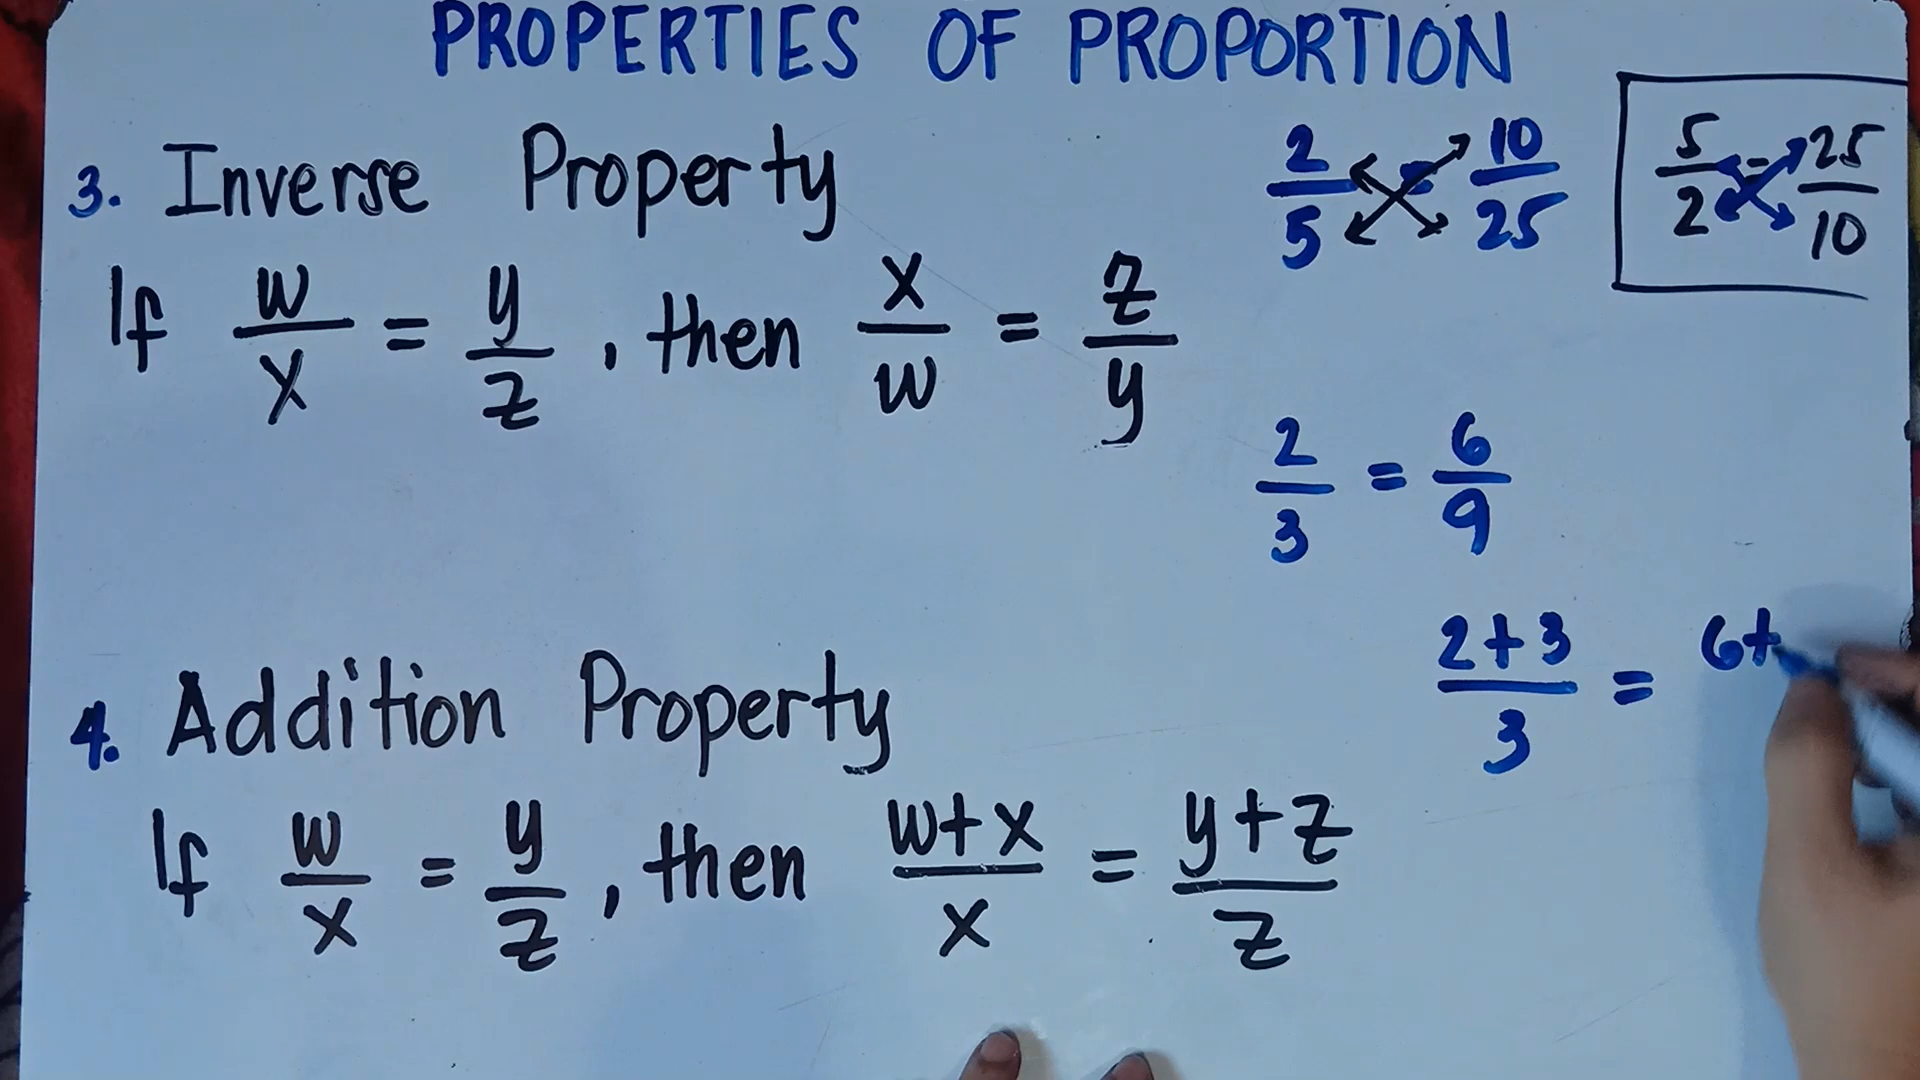 PROPERTIES OF PROPORTION
3. Inverse Property
2/5 = 10/25
5/2 = 25/10
If w/x = y/z, then x/w = z/y
2/3 = 6/9
2+3/3 = 6+
4. Addition Property
If w/x = y/z, then w+x/x = y+z/z